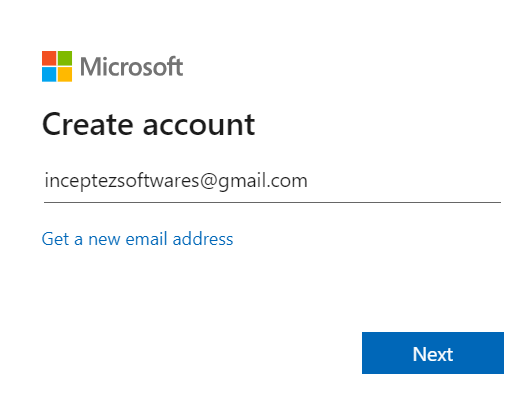 Microsoft
Create account
inceptezsoftwares@gmail.com
Get a new email address
Next